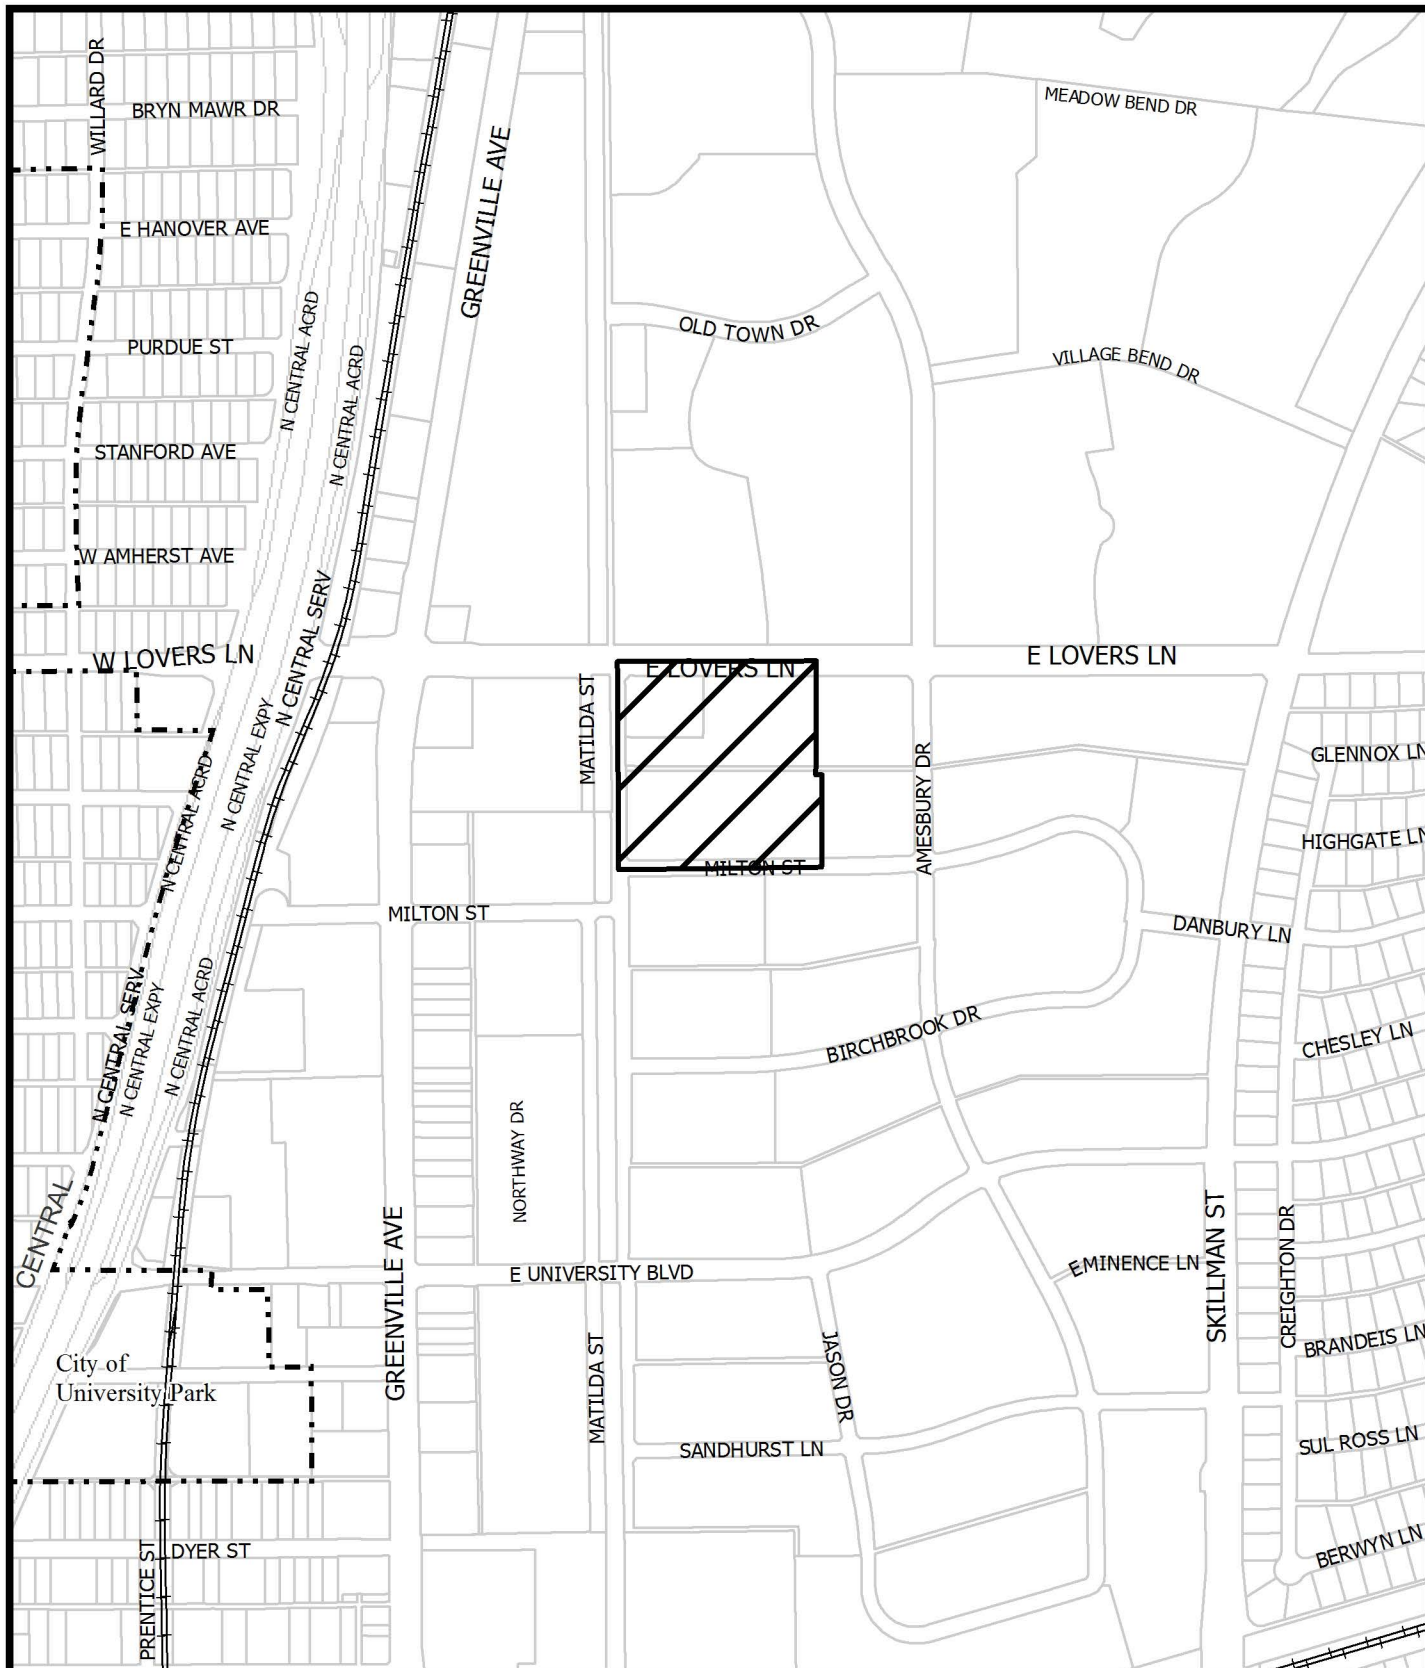 WILLARD DR
BRYN MAWR DR
MEADOW BEND DR
GREENVILLE AVE
E HANOVER AVE
N CENTRAL ACRD
OLD TOWN DR
PURDUE ST
N CENTRAL ACRD
VILLAGE BEND DR
STANFORD AVE
W AMHERST AVE
N CENTRAL SERV
W LOVERS LN
E LOVERS LN
E LOVERS LN
MATILDA ST
N CENTRAL EXPY
N CENTRAL ACRD
AMESBURY DR
GLENNOX LN
HIGHGATE LN
MILTON ST
MILTON ST
DANBURY LN
N CENTRAL SERV
N CENTRAL EXPY
N CENTRAL ACRD
BIRCHBROOK DR
CHESLEY LN
NORTHWAY DR
CENTRAL
GREENVILLE AVE
SKILLMAN ST
CREIGHTON DR
E UNIVERSITY BLVD
EMINENCE LN
City of
University Park
MATILDA ST
JASON DR
BRANDEIS LN
SANDHURST LN
SUL ROSS LN
PRENTICE ST
DYER ST
BERWYN LN